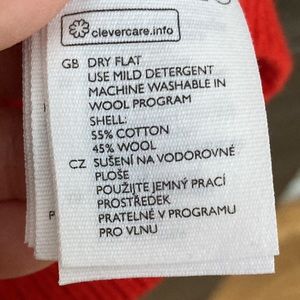 clevercare.info
GB DRY FLAT
USE MILD DETERGENT
MACHINE WASHABLE IN
WOOL PROGRAM
SHELL:
55% COTTON
45% WOOL
CZ SUŠENÍ NA VODOROVNÉ
PLOŠE
POUŽIJTE JEMNÝ PRACÍ
PROSTŘEDEK
PRATELNÉ V PROGRAMU
PRO VLNU